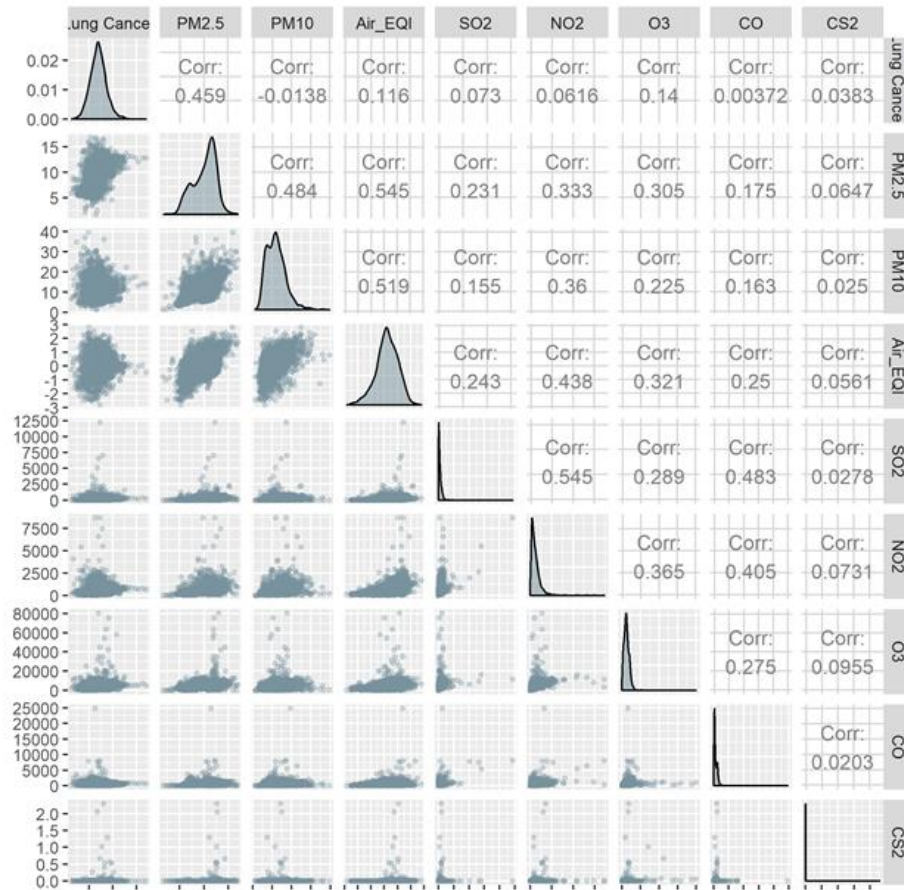 ung Cance PM2.5 PM10 Air_EQI SO2 NO2 O3 CO CS2
0.02
0.01
0.00
Corr: Corr: Corr: Corr: Corr: Corr: Corr: Corr:
0.459 -0.0138 0.116 0.073 0.0616 0.14 0.00372 0.0383
ung Cance
15
10
5
Corr: Corr: Corr: Corr: Corr: Corr: Corr:
0.484 0.545 0.231 0.333 0.305 0.175 0.0647
PM2.5
40
30
20
10
0
Corr: Corr: Corr: Corr: Corr: Corr:
0.519 0.155 0.36 0.225 0.163 0.025
PM10
3
2
1
0
-1
-2
-3
Corr: Corr: Corr: Corr: Corr:
0.243 0.438 0.321 0.25 0.0561
Air_EQI
12500
10000
7500
5000
2500
0
Corr: Corr: Corr: Corr:
0.545 0.289 0.483 0.0278
SO2
7500
5000
2500
0
Corr: Corr: Corr:
0.365 0.405 0.0731
NO2
80000
60000
40000
20000
0
Corr: Corr:
0.275 0.0955
O3
25000
20000
15000
10000
5000
0
Corr:
0.0203
CO
2.0
1.5
1.0
0.5
0.0
CS2